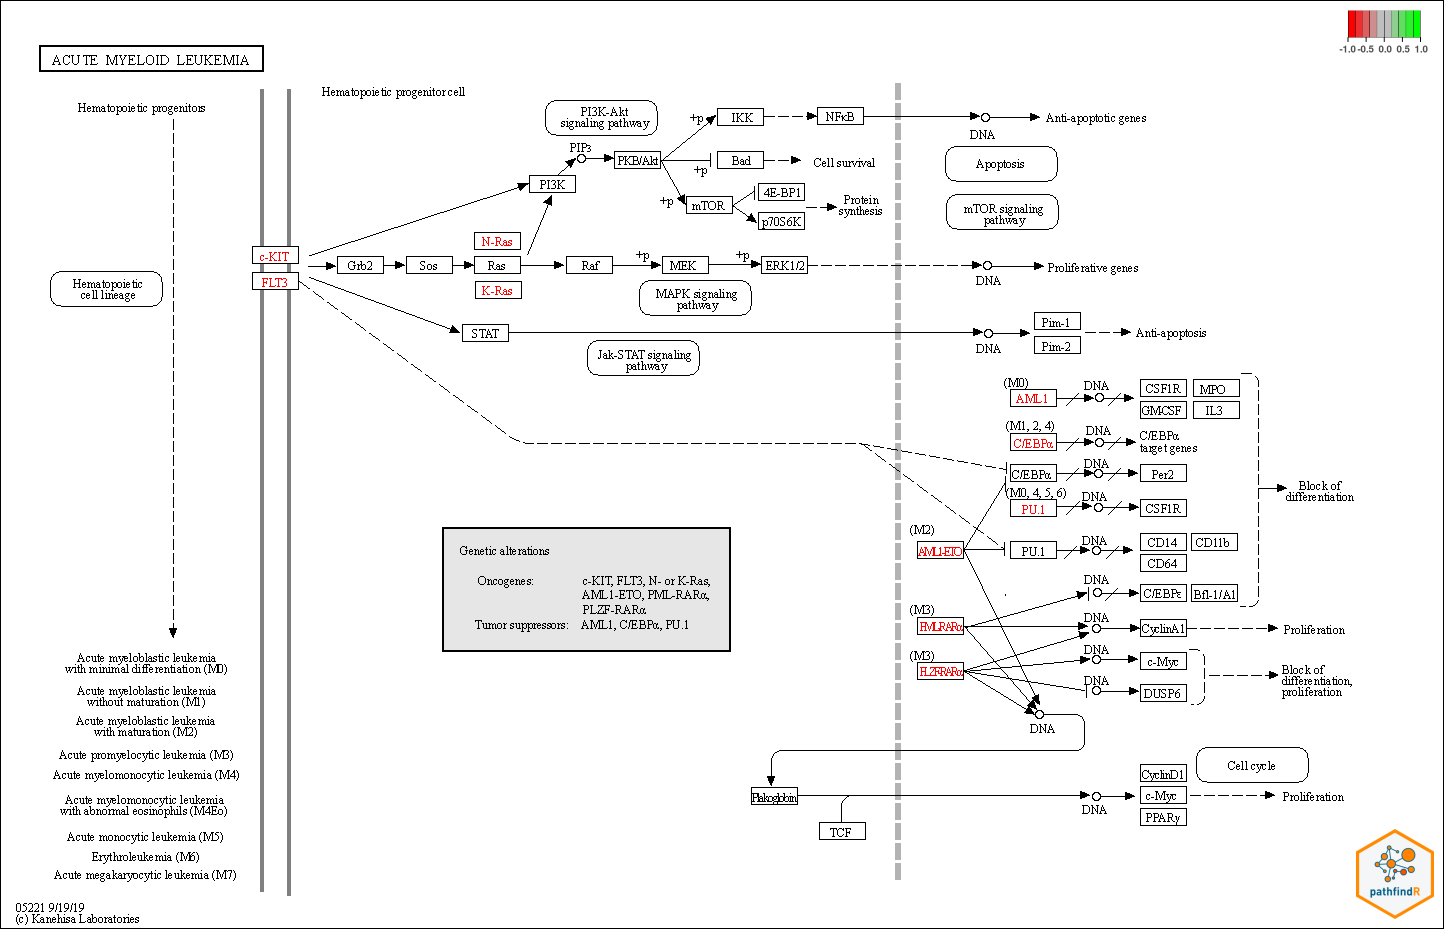 -1.0 -0.5 0.0 0.5 1.0
ACUTE MYELOID LEUKEMIA
Hematopoietic progenitors
Hematopoietic progenitor cell
PI3K-Akt
signaling pathway
+p
IKK
NFκB
DNA
Anti-apoptotic genes
PIP3
PKB/Akt
+p
Bad
Cell survival
Apoptosis
PI3K
+p
mTOR
4E-BP1
p70S6K
Protein
synthesis
mTOR signaling
pathway
c-KIT
FLT3
Grb2
Sos
N-Ras
Ras
K-Ras
Raf
+p
MEK
+p
ERK1/2
DNA
Proliferative genes
Hematopoietic
cell lineage
MAPK signaling
pathway
STAT
DNA
Pim-1
Pim-2
Anti-apoptosis
Jak-STAT signaling
pathway
(M0)
AML1
DNA
CSF1R
MPO
GMCSF
IL3
(M1, 2, 4)
C/EBPα
DNA
C/EBPα
target genes
C/EBPα
DNA
Per2
(M0, 4, 5, 6)
PU.1
DNA
CSF1R
Block of
differentiation
(M2)
AML1-ETO
PU.1
DNA
CD14
CD11b
CD64
DNA
C/EBPε
Bfl-1/A1
(M3)
PMLRARα
DNA
CyclinA1
Proliferation
(M3)
PLZFRARα
DNA
c-Myc
DNA
DUSP6
Block of
differentiation,
proliferation
DNA
Genetic alterations
Oncogenes:
c-KIT, FLT3, N- or K-Ras,
AML1-ETO, PML-RARα,
PLZF-RARα
Tumor suppressors:
AML1, C/EBPα, PU.1
Acute myeloblastic leukemia
with minimal differentiation (M0)
Acute myeloblastic leukemia
without maturation (M1)
Acute myeloblastic leukemia
with maturation (M2)
Acute promyelocytic leukemia (M3)
Acute myelomonocytic leukemia (M4)
Acute myelomonocytic leukemia
with abnormal eosinophils (M4Eo)
Acute monocytic leukemia (M5)
Erythroleukemia (M6)
Acute megakaryocytic leukemia (M7)
Plakoglobin
TCF
DNA
CyclinD1
c-Myc
PPARγ
Cell cycle
Proliferation
pathfindR
05221 9/19/19
(c) Kanehisa Laboratories